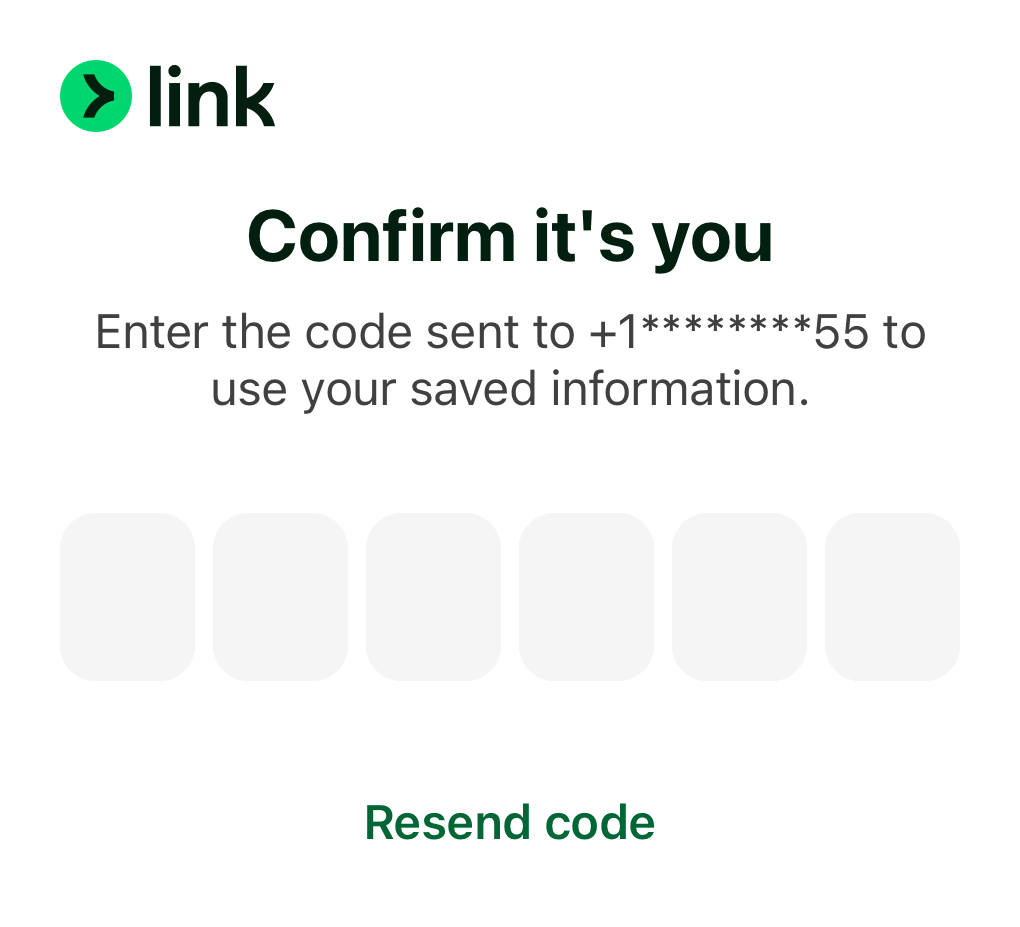 link
Confirm it's you
Enter the code sent to +1********55 to
use your saved information.
Resend code